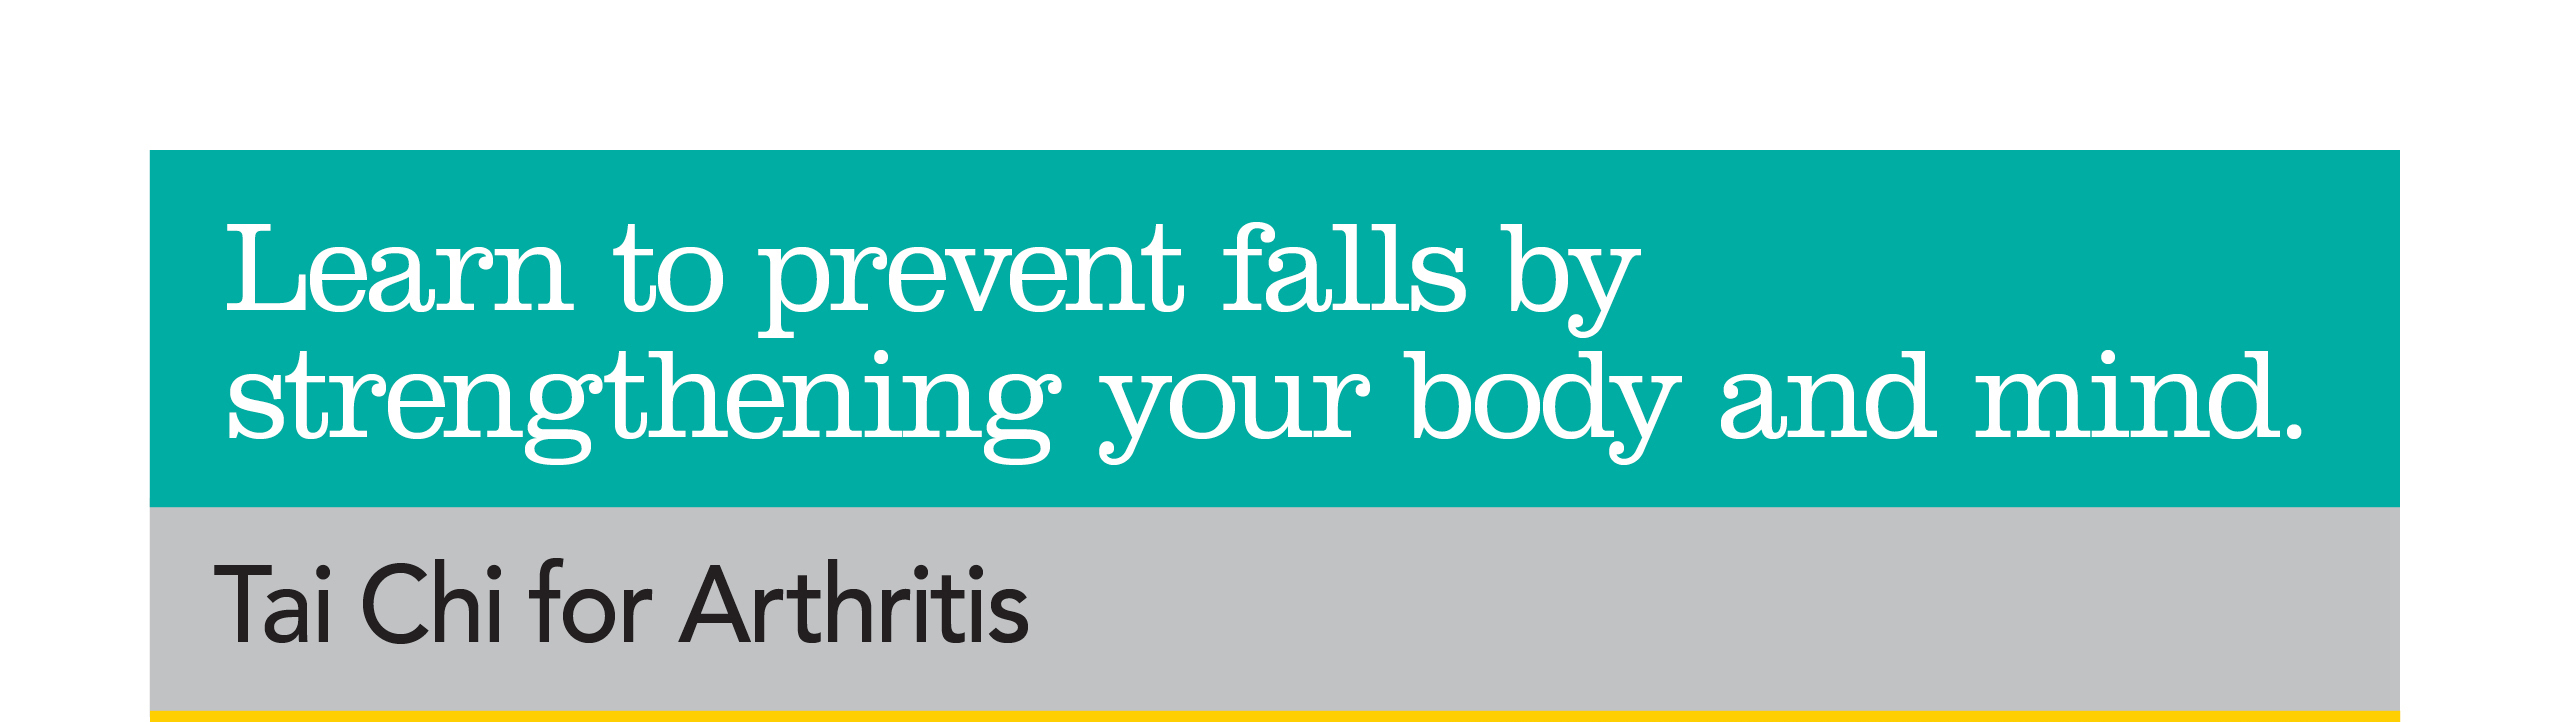 Learn to prevent falls by
strengthening your body and mind.
Tai Chi for Arthritis